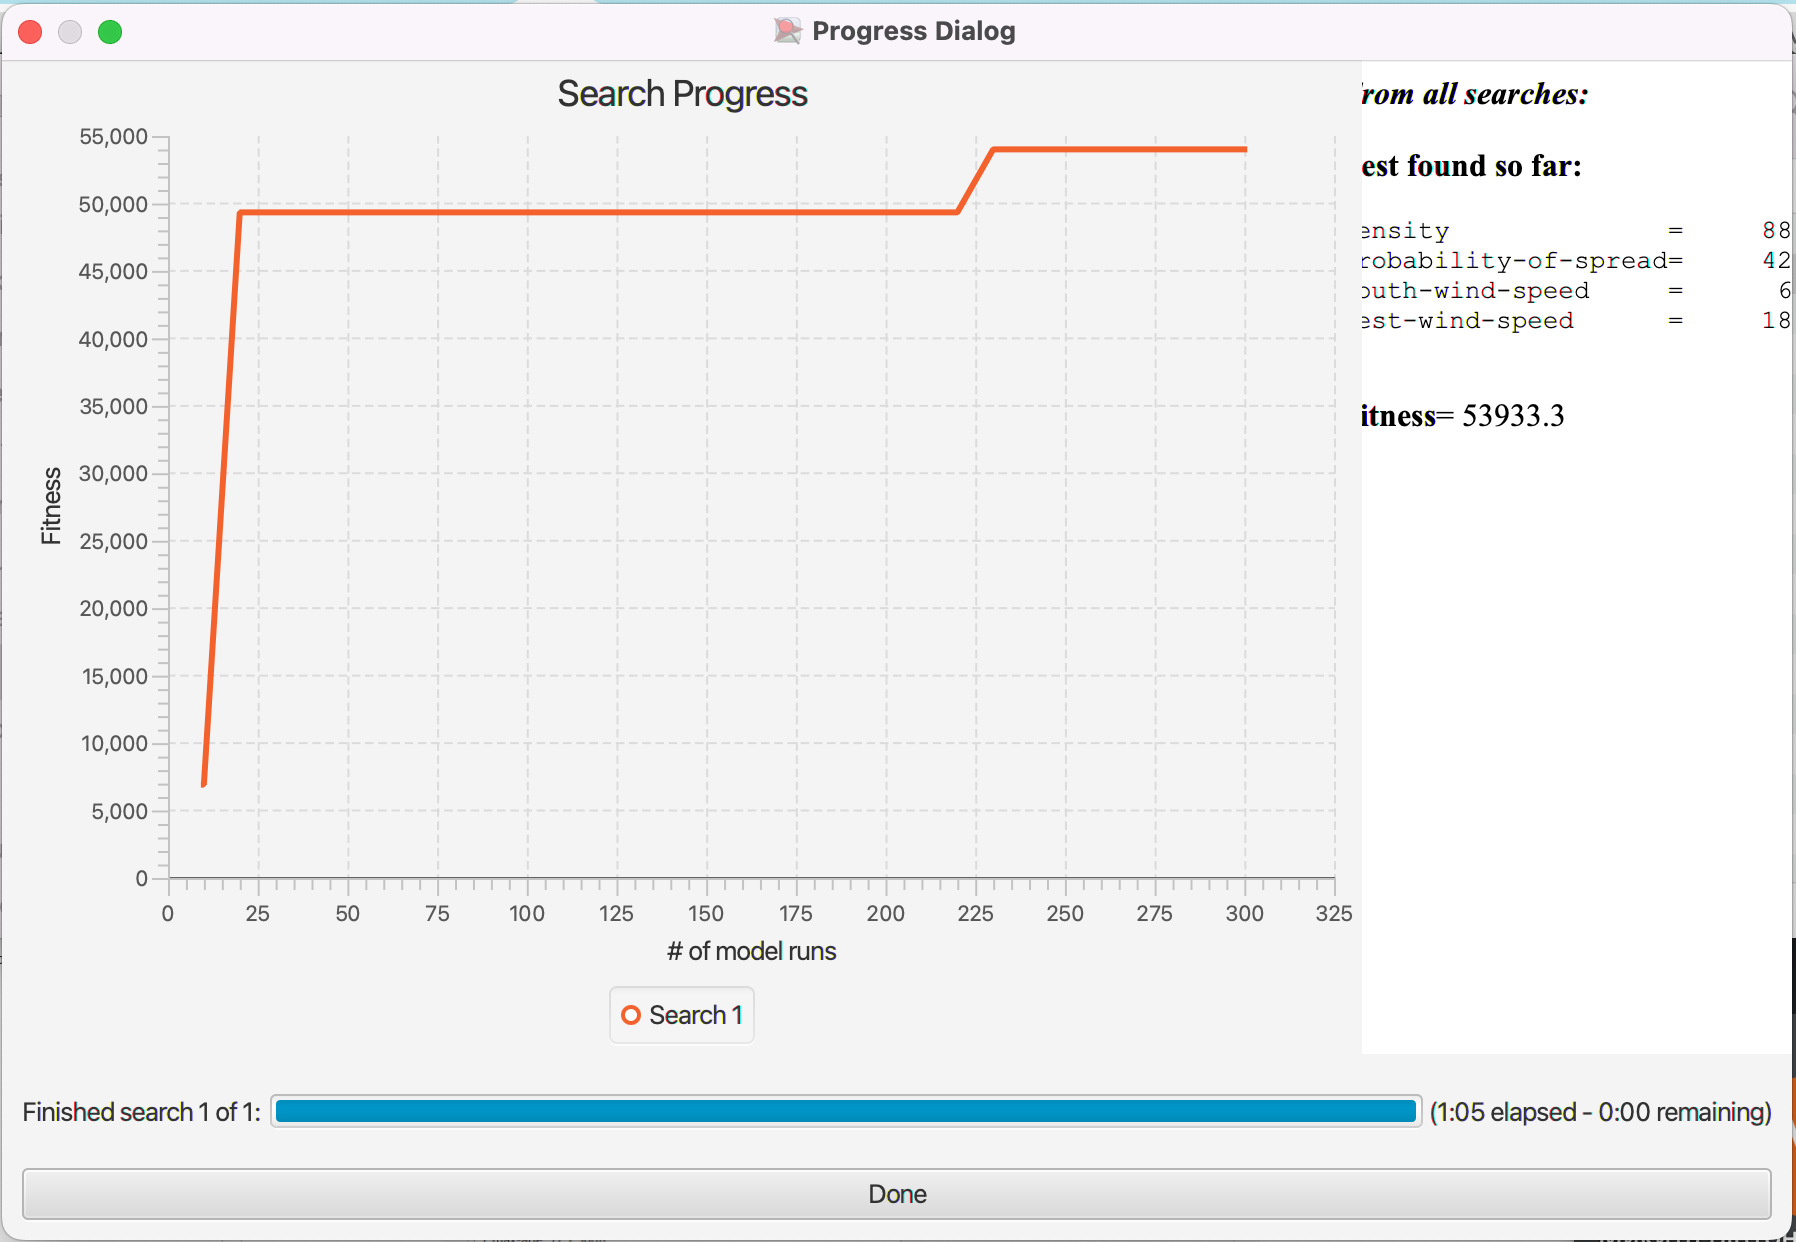 Progress Dialog
Search Progress
55,000
50,000
45,000
40,000
35,000
30,000
25,000
20,000
15,000
10,000
5,000
0
Fitness
0 25 50 75 100 125 150 175 200 225 250 275 300 325
# of model runs
Search 1
rom all searches:
est found so far:
ensity = 88
robability-of-spread= 42
outh-wind-speed = 6
est-wind-speed = 18
itness= 53933.3
Finished search 1 of 1: (1:05 elapsed - 0:00 remaining)
Done